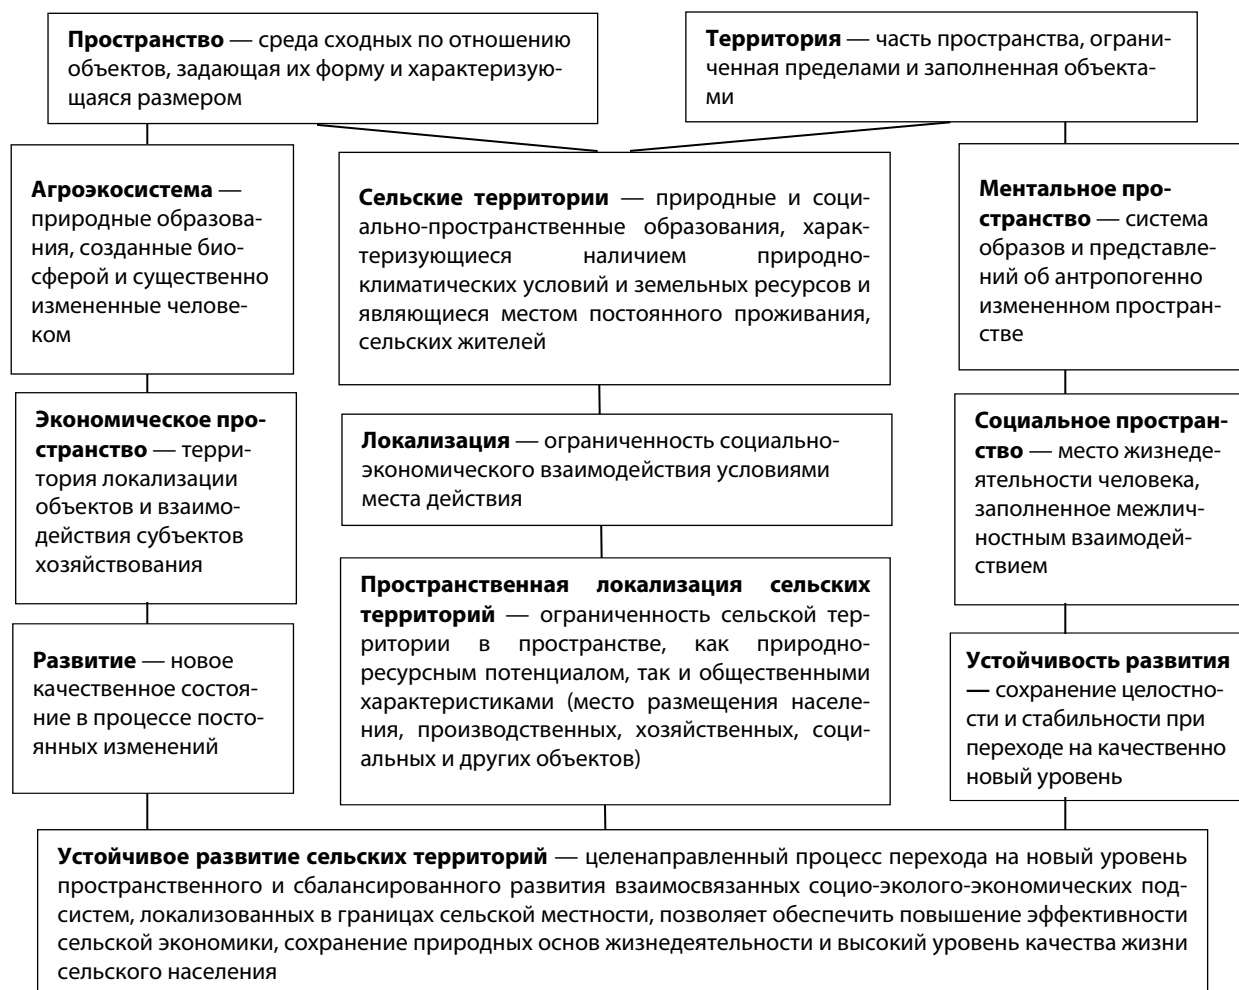 Пространство — среда сходных по отношению
объектов, задающая их форму и характеризую-
щаяся размером
Территория — часть пространства, ограни-
ченная пределами и заполненная объекта-
ми
Агроэкосистема —
природные образова-
ния, созданные био-
сферой и существенно
измененные челове-
ком
Сельские территории — природные и соци-
ально-пространственные образования, харак-
теризующиеся наличием природно-
климатических условий и земельных ресурсов и
являющиеся местом постоянного проживания,
сельских жителей
Ментальное про-
странство — система
образов и представле-
ний об антропогенно
измененном простран-
стве
Экономическое про-
странство — терри-
тория локализации
объектов и взаимо-
действия субъектов
хозяйствования
Локализация — ограниченность социально-
экономического взаимодействия условиями
места действия
Социальное простран-
ство — место жизнеде-
ятельности человека,
заполненное межлич-
ностным взаимодей-
ствием
Пространственная локализация сельских
территорий — ограниченность сельской тер-
ритории в пространстве, как природно-
ресурсным потенциалом, так и общественными
характеристиками (место размещения населе-
ния, производственных, хозяйственных, соци-
альных и других объектов)
Развитие — новое
качественное состоя-
ние в процессе посто-
янных изменений
Устойчивость развития
— сохранение целостно-
сти и стабильности при
переходе на качественно
новый уровень
Устойчивое развитие сельских территорий — целенаправленный процесс перехода на новый уровень
пространственного и сбалансированного развития взаимосвязанных социо-эколого-экономических под-
систем, локализованных в границах сельской местности, позволяет обеспечить повышение эффективности
сельской экономики, сохранение природных основ жизнедеятельности и высокий уровень качества жизни
сельского населения